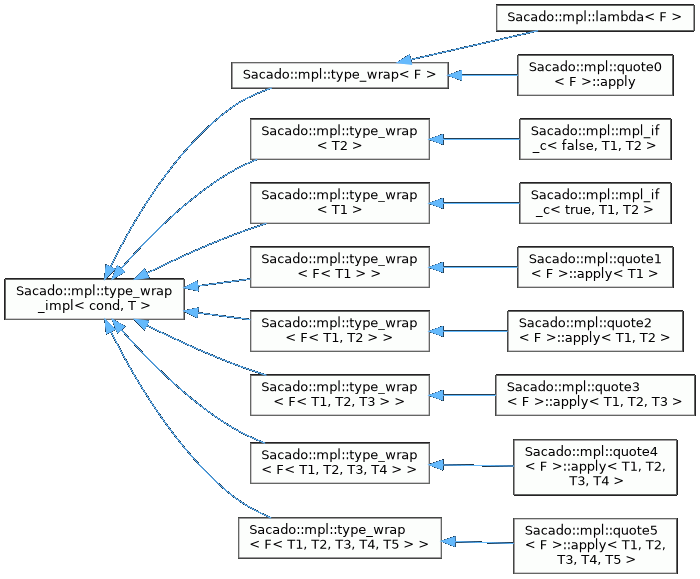 Sacado::mpl::lambda< F >
Sacado::mpl::type_wrap< F >
Sacado::mpl::quote0
< F >::apply
Sacado::mpl::type_wrap
< T2 >
Sacado::mpl::mpl_if
_c< false, T1, T2 >
Sacado::mpl::type_wrap
< T1 >
Sacado::mpl::mpl_if
_c< true, T1, T2 >
Sacado::mpl::type_wrap
< F< T1 > >
Sacado::mpl::quote1
< F >::apply< T1 >
Sacado::mpl::type_wrap
_impl< cond, T >
Sacado::mpl::type_wrap
< F< T1, T2 > >
Sacado::mpl::quote2
< F >::apply< T1, T2 >
Sacado::mpl::type_wrap
< F< T1, T2, T3 > >
Sacado::mpl::quote3
< F >::apply< T1, T2, T3 >
Sacado::mpl::type_wrap
< F< T1, T2, T3, T4 > >
Sacado::mpl::quote4
< F >::apply< T1, T2,
T3, T4 >
Sacado::mpl::type_wrap
< F< T1, T2, T3, T4, T5 > >
Sacado::mpl::quote5
< F >::apply< T1, T2,
T3, T4, T5 >